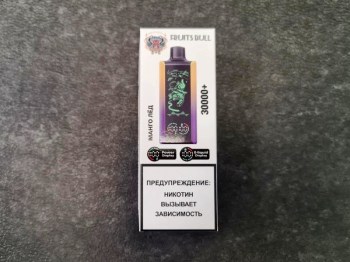 FRUITS BULL
МАНГО ЛЁД
30000+
ПРЕДУПРЕЖДЕНИЕ:
НИКОТИН
ВЫЗЫВАЕТ
ЗАВИСИМОСТЬ